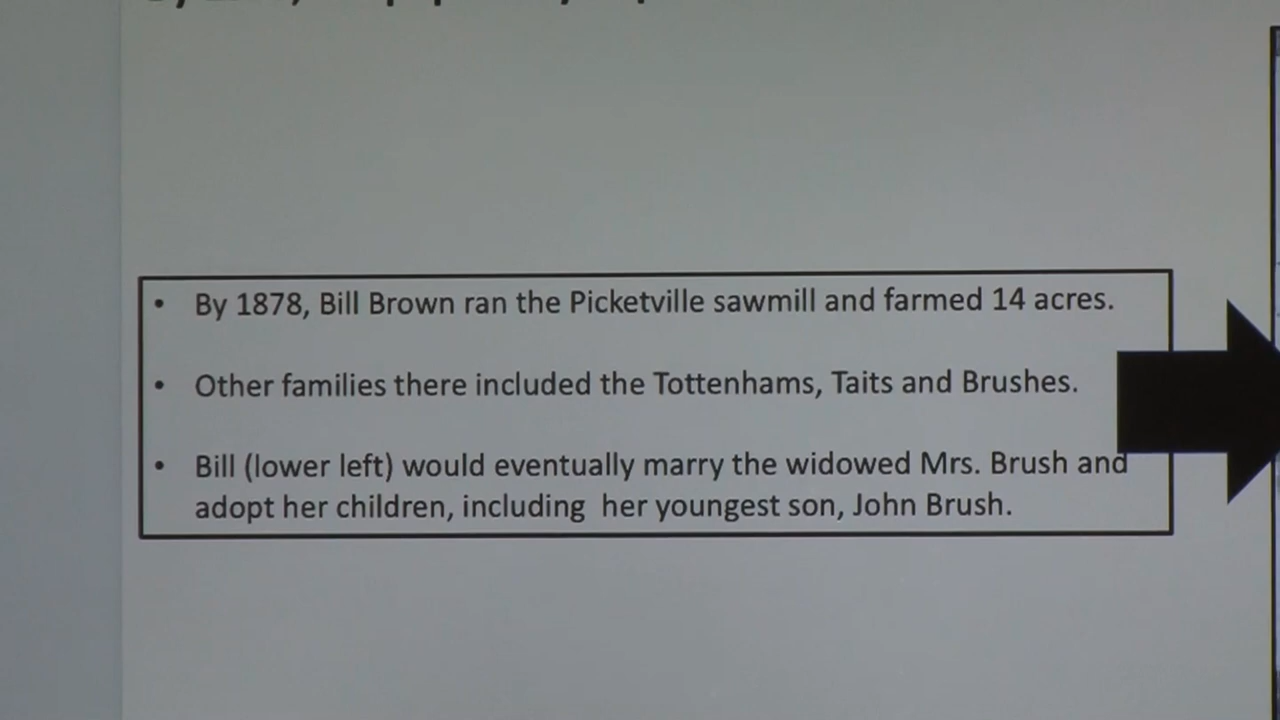 • By 1878, Bill Brown ran the Picketville sawmill and farmed 14 acres.
• Other families there included the Tottenhams, Taits and Brushes.
• Bill (lower left) would eventually marry the widowed Mrs. Brush and
adopt her children, including  her youngest son, John Brush.